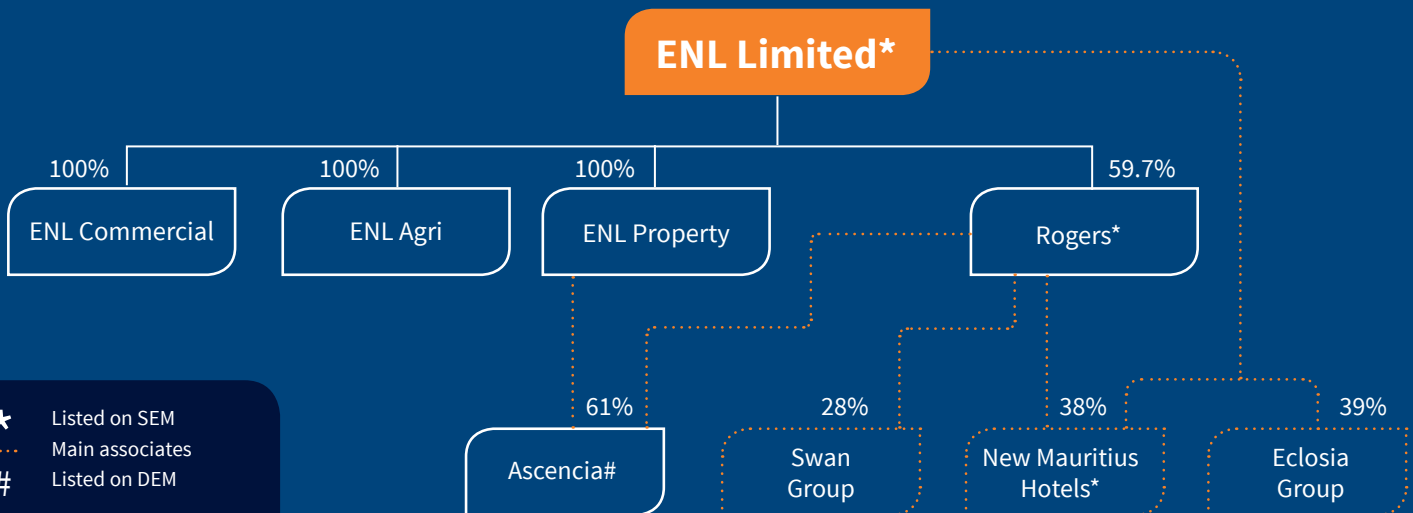 ENL Limited*
100%
100%
100%
59.7%
ENL Commercial
ENL Agri
ENL Property
Rogers*
* Listed on SEM
Main associates
# Listed on DEM
61%
28%
38%
39%
Ascencia#
Swan
Group
New Mauritius
Hotels*
Eclosia
Group